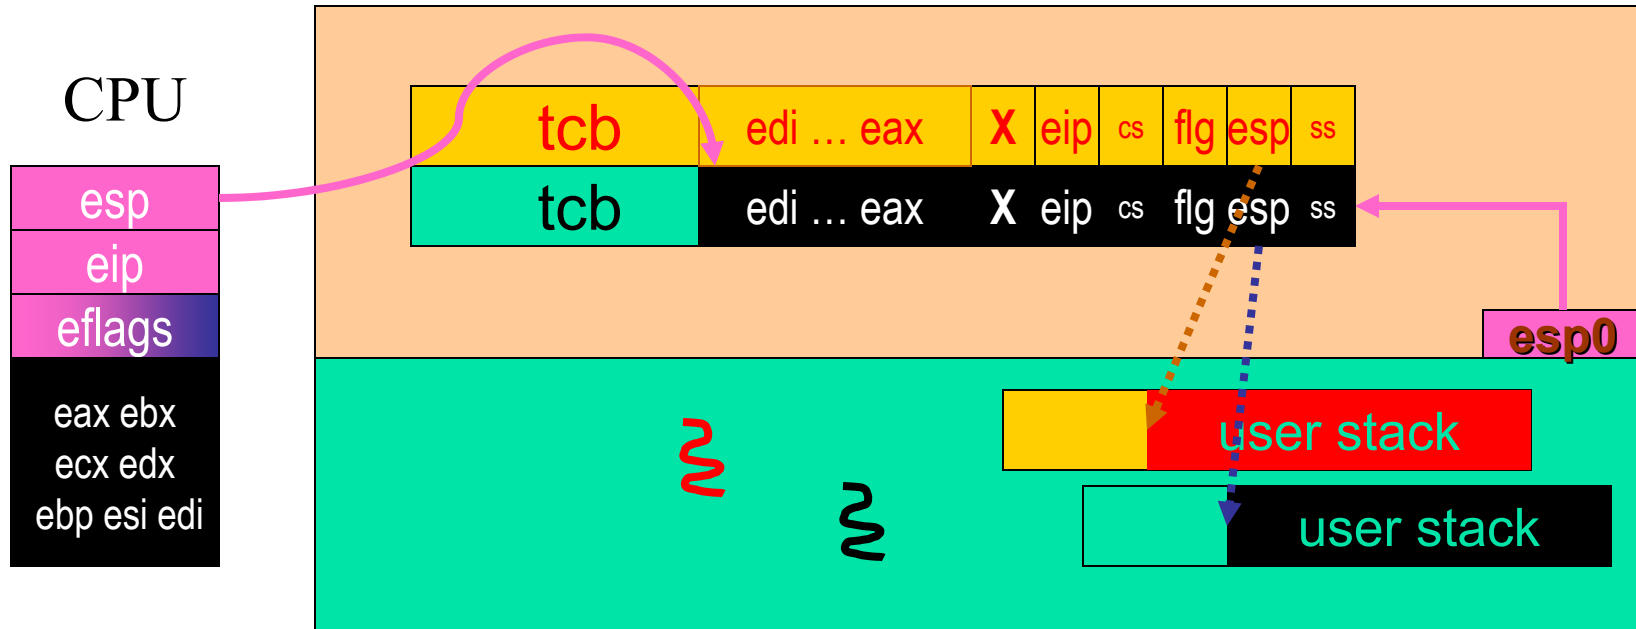 CPU
esp
eip
eflags
eax ebx
ecx edx
ebp esi edi
tcb edi … eax X eip cs flg esp ss
tcb edi … eax X eip cs flg esp ss
esp0
user stack
user stack